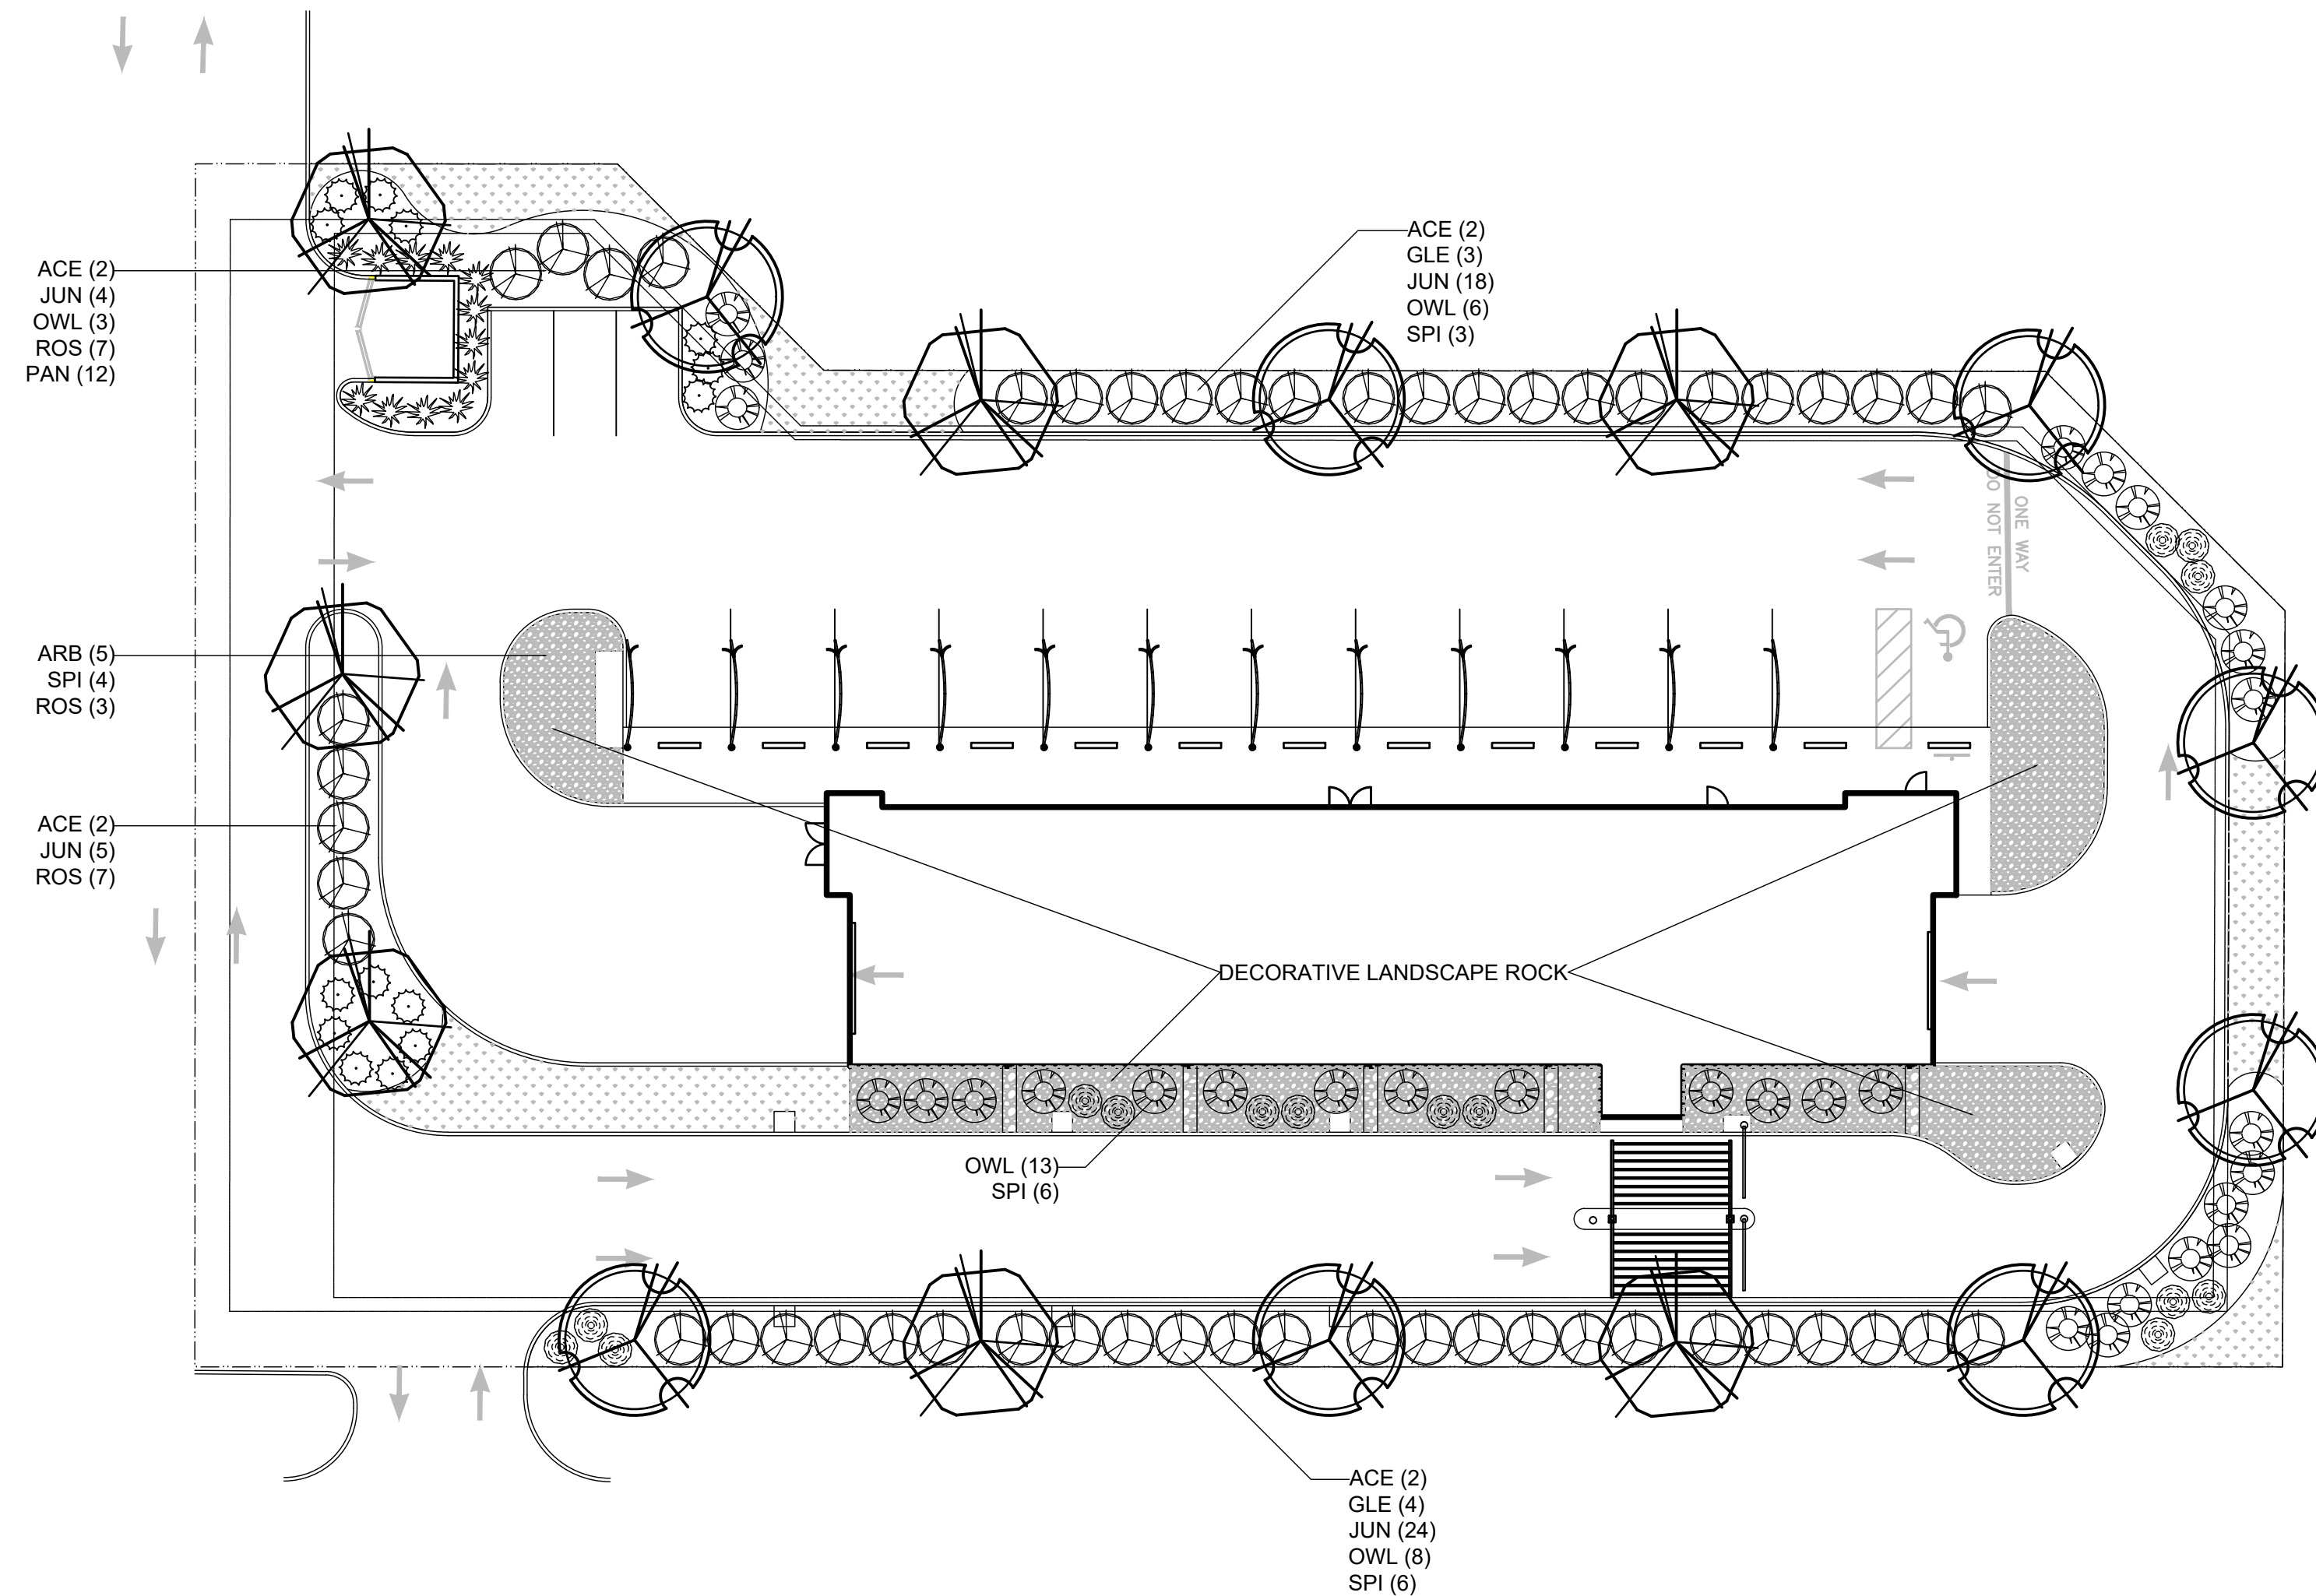 ACE (2)
GLE (3)
JUN (18)
OWL (6)
SPI (3)
ACE (2)
JUN (4)
OWL (3)
ROS (7)
PAN (12)
ONE WAY
DO NOT ENTER
ARB (5)
SPI (4)
ROS (3)
ACE (2)
JUN (5)
ROS (7)
DECORATIVE LANDSCAPE ROCK
OWL (13)
SPI (6)
ACE (2)
GLE (4)
JUN (24)
OWL (8)
SPI (6)